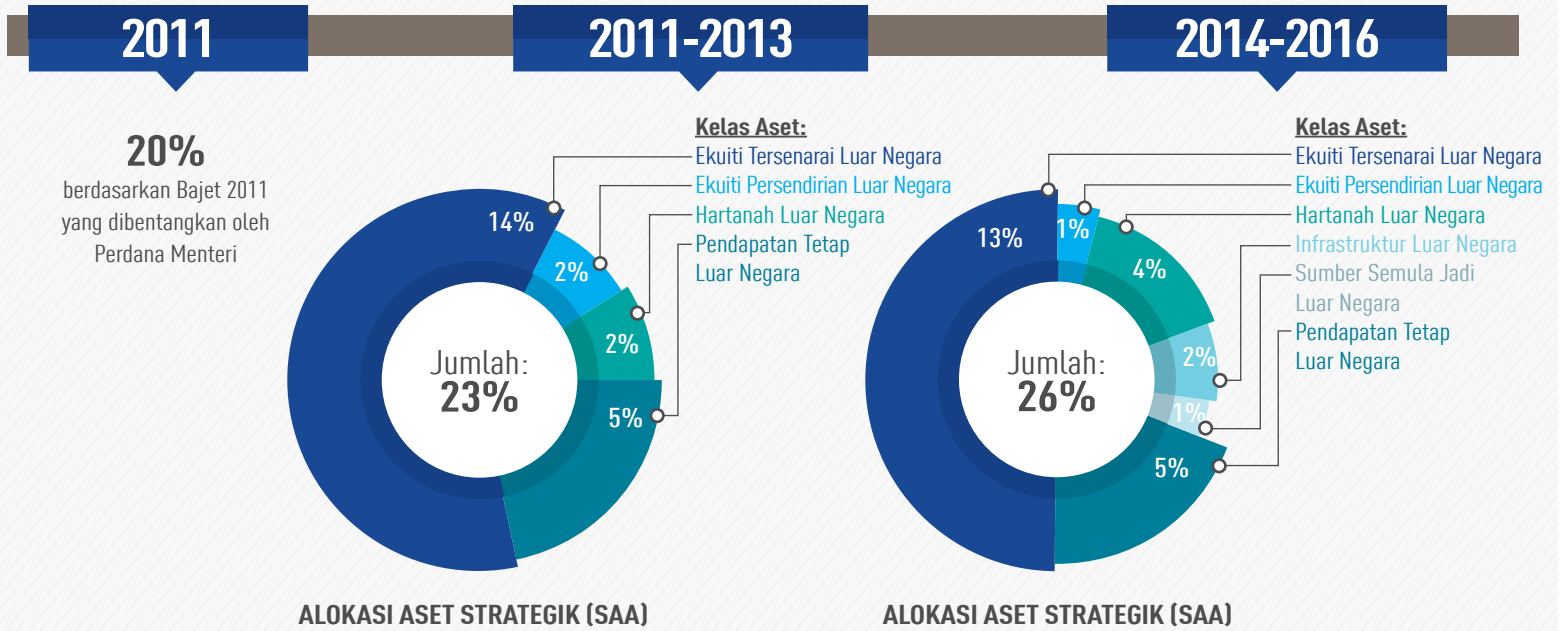 2011
20%
berdasarkan Bajet 2011
yang dibentangkan oleh
Perdana Menteri
2011-2013
Kelas Aset:
Ekuiti Tersenarai Luar Negara
Ekuiti Persendirian Luar Negara
Hartanah Luar Negara
Pendapatan Tetap
Luar Negara
14%
2%
2%
5%
Jumlah:
23%
ALOKASI ASET STRATEGIK (SAA)
2014-2016
Kelas Aset:
Ekuiti Tersenarai Luar Negara
Ekuiti Persendirian Luar Negara
Hartanah Luar Negara
Infrastruktur Luar Negara
Sumber Semula Jadi
Luar Negara
Pendapatan Tetap
Luar Negara
13%
1%
4%
2%
1%
5%
Jumlah:
26%
ALOKASI ASET STRATEGIK (SAA)